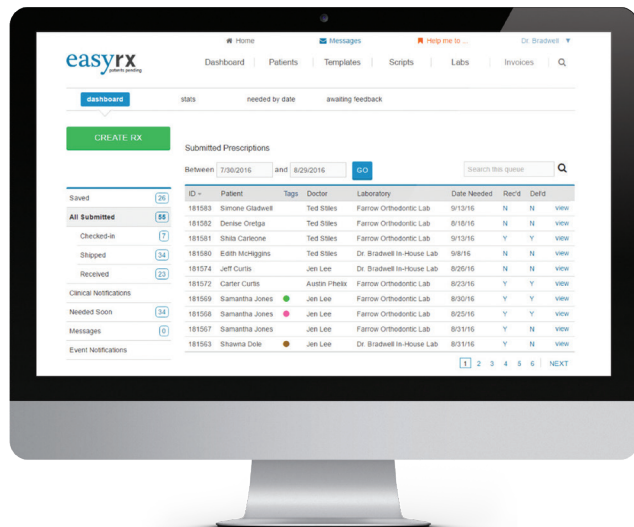 Home Messages Help me to ... Dr. Bradwell
easyrx
patents pending
Dashboard Patients Templates Scripts Labs Invoices
dashboard stats needed by date awaiting feedback
CREATE RX
Submitted Prescriptions
Between 7/30/2016 and 8/29/2016 GO Search this queue
Saved 26
All Submitted 58
Checked-in 7
Shipped 34
Received 23
Clinical Notifications
Needed Soon 34
Messages 0
Event Notifications
ID Patient Tags Doctor Laboratory Date Needed Rec'd Del'd
181583 Simone Gladwell Ted Stiles Farrow Orthodontic Lab 9/13/16 N N view
181582 Denise Oretga Ted Stiles Farrow Orthodontic Lab 8/18/16 N N view
181581 Shila Carleone Ted Stiles Farrow Orthodontic Lab 9/13/16 Y Y view
181580 Edith McHiggins Ted Stiles Dr. Bradwell In-House Lab 9/8/16 N N view
181574 Jeff Curtis Jen Lee Dr. Bradwell In-House Lab 8/26/16 N N view
181572 Carter Curtis Austin Phelix Farrow Orthodontic Lab 8/23/16 Y Y view
181569 Samantha Jones Jen Lee Farrow Orthodontic Lab 8/30/16 Y Y view
181568 Samantha Jones Jen Lee Farrow Orthodontic Lab 8/25/16 Y Y view
181567 Samantha Jones Jen Lee Farrow Orthodontic Lab 8/31/16 Y N view
181563 Shawna Dole Jen Lee Dr. Bradwell In-House Lab 8/31/16 Y N view
1 2 3 4 5 6 NEXT